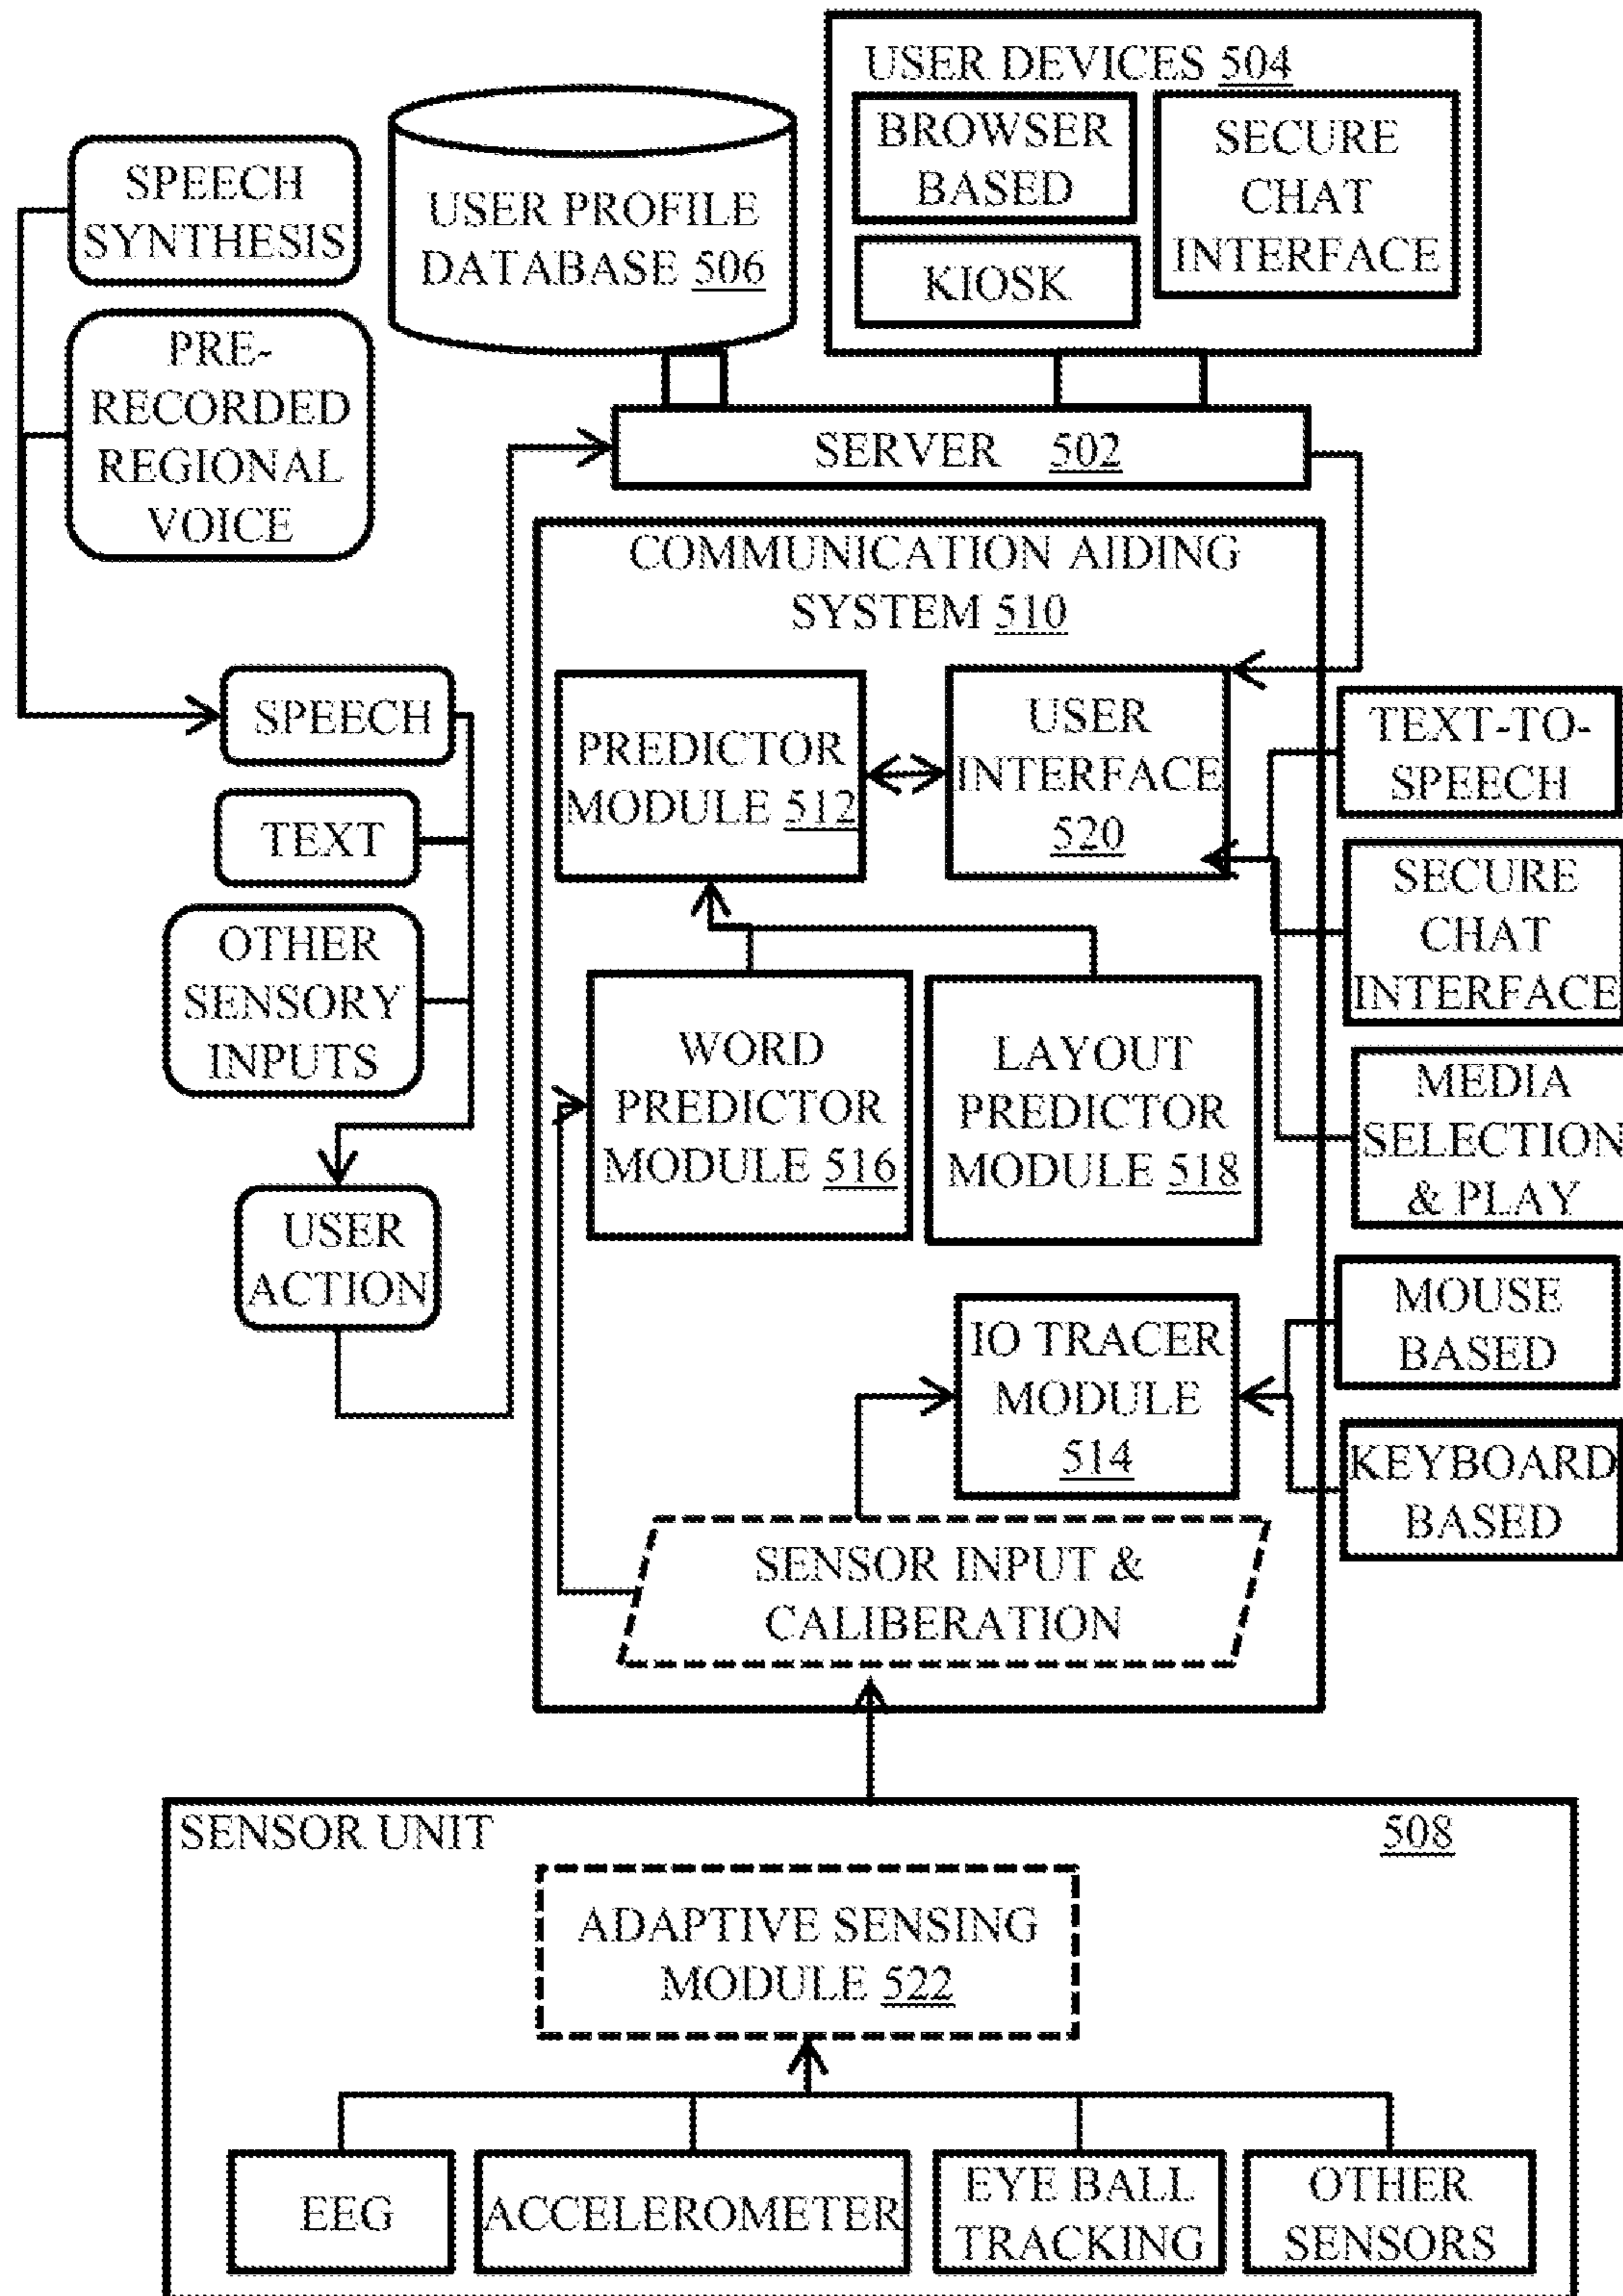 USER DEVICES 504
BROWSER
BASED
SECURE
CHAT
INTERFACE
KIOSK
USER PROFILE
DATABASE 506
SPEECH
SYNTHESIS
PRE-
RECORDED
REGIONAL
VOICE
SERVER 502
COMMUNICATION AIDING
SYSTEM 510
SPEECH
TEXT
OTHER
SENSORY
INPUTS
USER
ACTION
PREDICTOR
MODULE 512
USER
INTERFACE
520
TEXT-TO-
SPEECH
SECURE
CHAT
INTERFACE
MEDIA
SELECTION
& PLAY
WORD
PREDICTOR
MODULE 516
LAYOUT
PREDICTOR
MODULE 518
IO TRACER
MODULE
514
MOUSE
BASED
KEYBOARD
BASED
SENSOR INPUT &
CALIBERATION
SENSOR UNIT 508
ADAPTIVE SENSING
MODULE 522
EEG
ACCELEROMETER
EYE BALL
TRACKING
OTHER
SENSORS